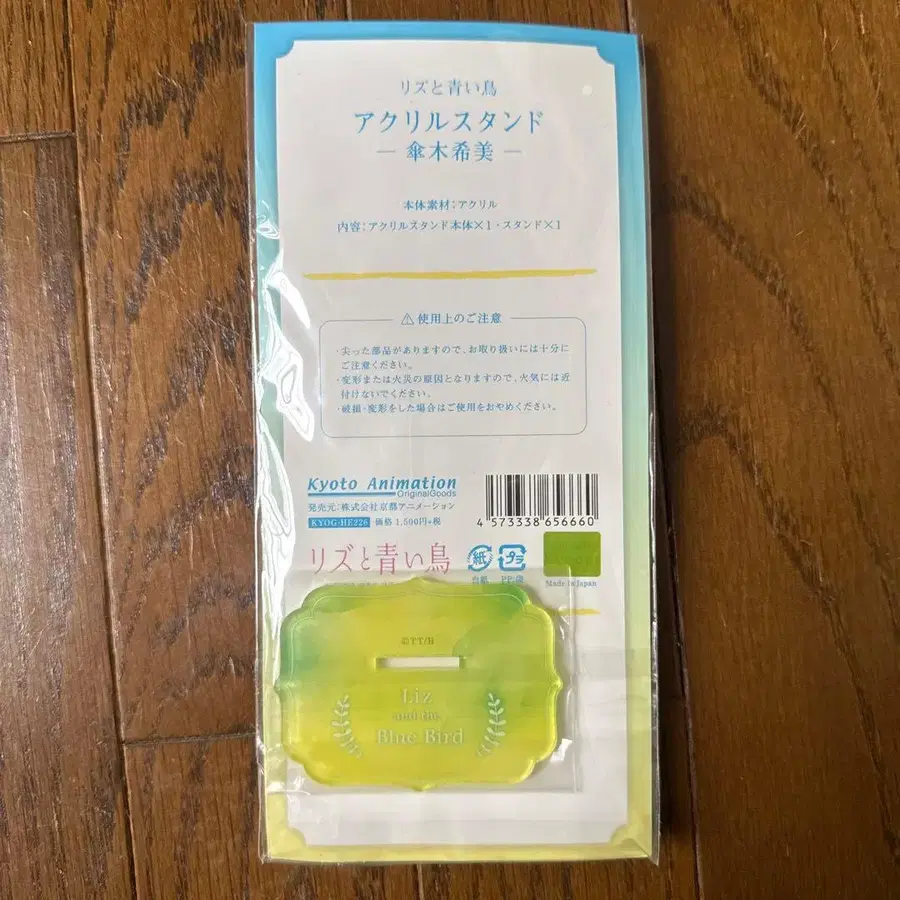 リズと青い鳥
アクリルスタンド
― 傘木希美 ―
本体素材：アクリル
内容：アクリルスタンド本体×1・スタンド×1
⚠使用上のご注意
・尖った部品がありますので、お取り扱いには十分に
ご注意ください。
・変形または火災の原因となりますので、火気には近
付けないでください。
・破損・変形をした場合はご使用をおやめください。
Kyoto Animation
OriginalGoods
発売元：株式会社京都アニメーション
KYOG-HE226 価格 1,500円+税
4 573338 656660
リズと青い鳥
紙 プラ
台紙 PP:袋
Made in Japan
©TT/H
Liz
and the
Blue Bird